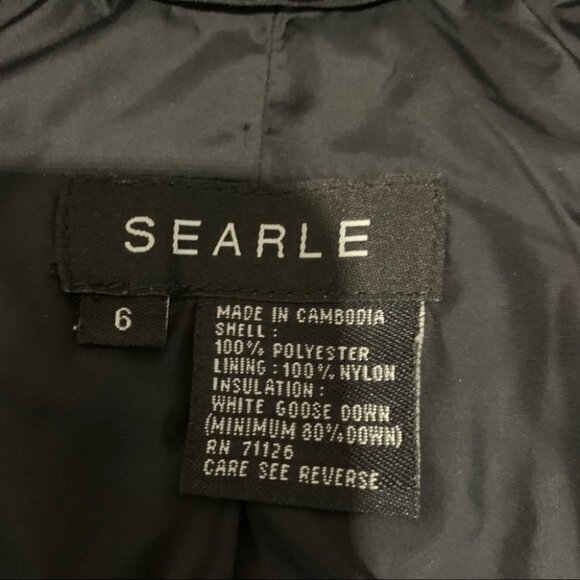 SEARLE
6
MADE IN CAMBODIA
SHELL :
100% POLYESTER
LINING : 100% NYLON
INSULATION :
WHITE GOOSE DOWN
(MINIMUM 80% DOWN)
RN 71126
CARE SEE REVERSE